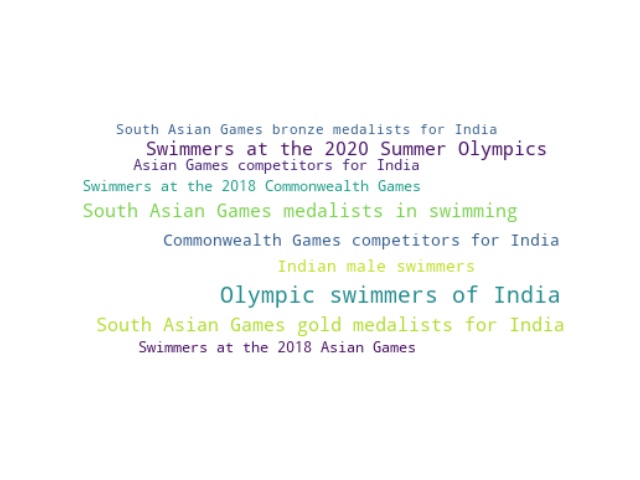 South Asian Games bronze medalists for India
Swimmers at the 2020 Summer Olympics
Asian Games competitors for India
Swimmers at the 2018 Commonwealth Games
South Asian Games medalists in swimming
Commonwealth Games competitors for India
Indian male swimmers
Olympic swimmers of India
South Asian Games gold medalists for India
Swimmers at the 2018 Asian Games